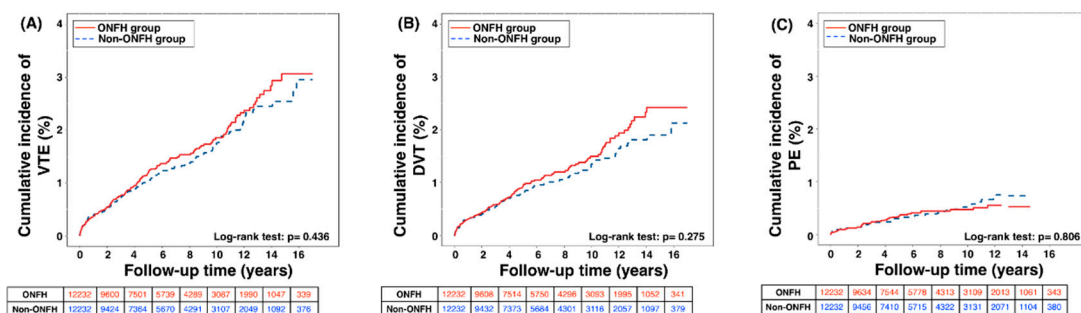 (A)
ONFH group
Non-ONFH group
Cumulative incidence of
VTE (%)
4
3
2
1
0
Log-rank test: p= 0.436
0 2 4 6 8 10 12 14 16
Follow-up time (years)
ONFH 12232 9600 7501 5739 4289 3087 1990 1047 339
Non-ONFH 12232 9424 7364 5670 4291 3107 2049 1092 376
(B)
ONFH group
Non-ONFH group
Cumulative incidence of
DVT (%)
4
3
2
1
0
Log-rank test: p= 0.275
0 2 4 6 8 10 12 14 16
Follow-up time (years)
ONFH 12232 9608 7514 5750 4296 3093 1995 1052 341
Non-ONFH 12232 9432 7373 5684 4301 3116 2057 1097 379
(C)
ONFH group
Non-ONFH group
Cumulative incidence of
PE (%)
4
3
2
1
0
Log-rank test: p= 0.806
0 2 4 6 8 10 12 14 16
Follow-up time (years)
ONFH 12232 9634 7544 5778 4313 3109 2013 1061 343
Non-ONFH 12232 9456 7410 5715 4322 3131 2071 1104 380